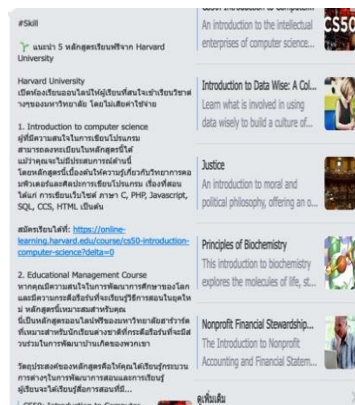 #Skill
🌱 แนะนำ 5 หลักสูตรเรียนฟรีจาก Harvard
University
Harvard University
เปิดห้องเรียนออนไลน์ให้ผู้เรียนที่สนใจเข้าเรียนวิชาต่
างๆของมหาวิทยาลัย โดยไม่เสียค่าใช้จ่าย
1. Introduction to computer science
ผู้ที่มีความสนใจในการเขียนโปรแกรม
สามารถลงทะเบียนในหลักสูตรนี้ได้
แม้ว่าคุณจะไม่มีประสบการณ์ด้านนี้
โดยหลักสูตรนี้เบื้องต้นให้ความรู้เกี่ยวกับวิทยาการคอ
มพิวเตอร์และศิลปะการเขียนโปรแกรม เรื่องที่สอน
ได้แก่ การเขียนเว็บไซต์ ภาษา C, PHP, Javascript,
SQL, CCS, HTML เป็นต้น
สมัครเรียนได้ที่: https://online-
learning.harvard.edu/course/cs50-introduction-
computer-science?delta=0
2. Educational Management Course
หากคุณมีความสนใจในการพัฒนาการศึกษาของโลก
และมีความกระตือรือร้นที่จะเรียนรู้วิธีการสอนในยุคให
ม่ หลักสูตรนี้เหมาะสมสำหรับคุณ
นี่เป็นหลักสูตรออนไลน์ฟรีของมหาวิทยาลัยฮาร์วาร์ด
ที่เหมาะสำหรับนักเรียนต่างชาติที่กระตือรือร้นที่จะมีส่
วนร่วมในการพัฒนาบ้านเกิดของพวกเขา
วัตถุประสงค์ของหลักสูตรคือให้คุณได้เรียนรู้กระบวน
การต่างๆในการพัฒนาการสอนและการเรียนรู้
ผู้เรียนจะได้เรียนรู้สื่อการสอนที่มี...
CS50: Introduction to Computer
An introduction to the intellectual
enterprises of computer science...
CS50
Introduction to Data Wise: A Col...
Learn what is involved in using
data wisely to build a culture of...
Justice
An introduction to moral and
political philosophy, offering an o...
Principles of Biochemistry
This introduction to biochemistry
explores the molecules of life, st...
Nonprofit Financial Stewardship...
The Introduction to Nonprofit
Accounting and Financial Statem...
ดูเพิ่มเติม